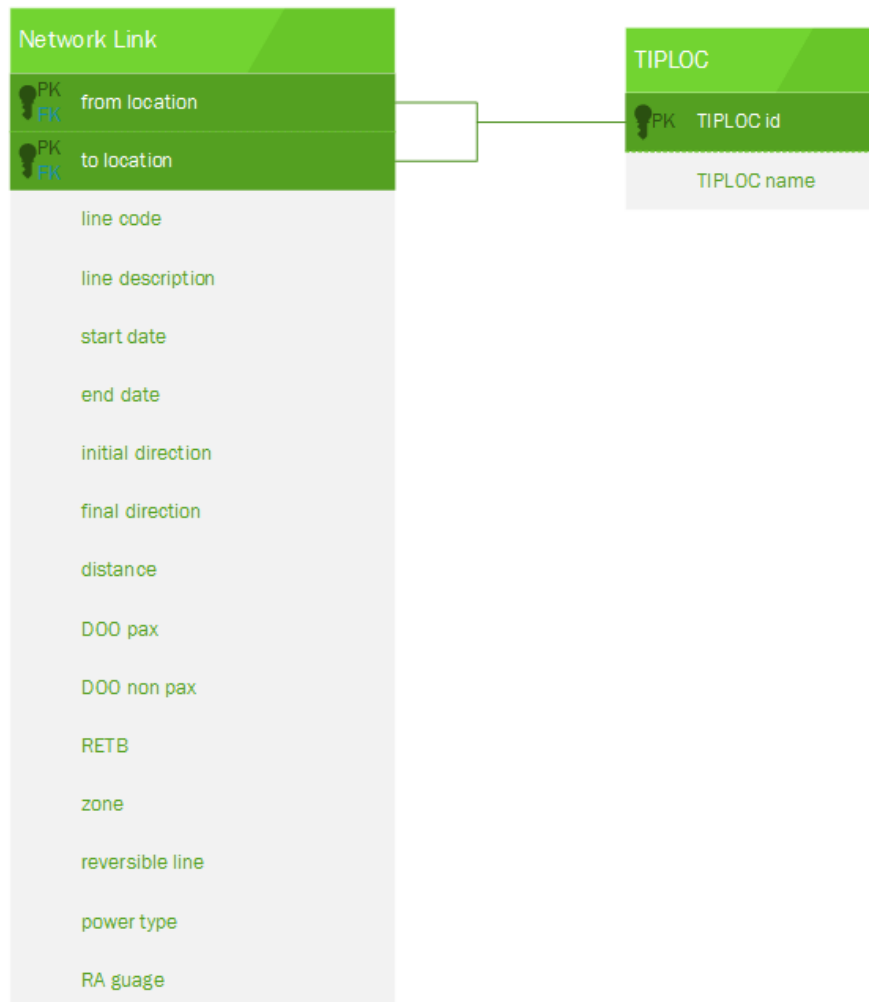 Network Link
PK
FK
from location
PK
FK
to location
line code
line description
start date
end date
initial direction
final direction
distance
DOO pax
DOO non pax
RETB
zone
reversible line
power type
RA guage
TIPLOC
PK
TIPLOC id
TIPLOC name